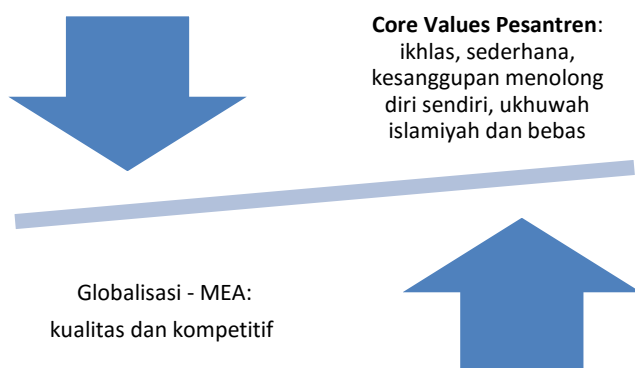 Core Values Pesantren:
ikhlas, sederhana,
kesanggupan menolong
diri sendiri, ukhuwah
islamiyah dan bebas
Globalisasi - MEA:
kualitas dan kompetitif